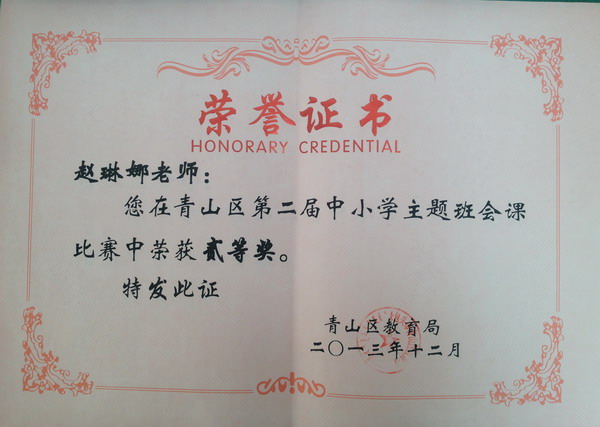 荣誉证书
HONORARY CREDENTIAL
赵琳娜老师：
您在青山区第二届中小学主题班会课
比赛中荣获贰等奖。
特发此证
青山区教育局
二〇一三年十二月